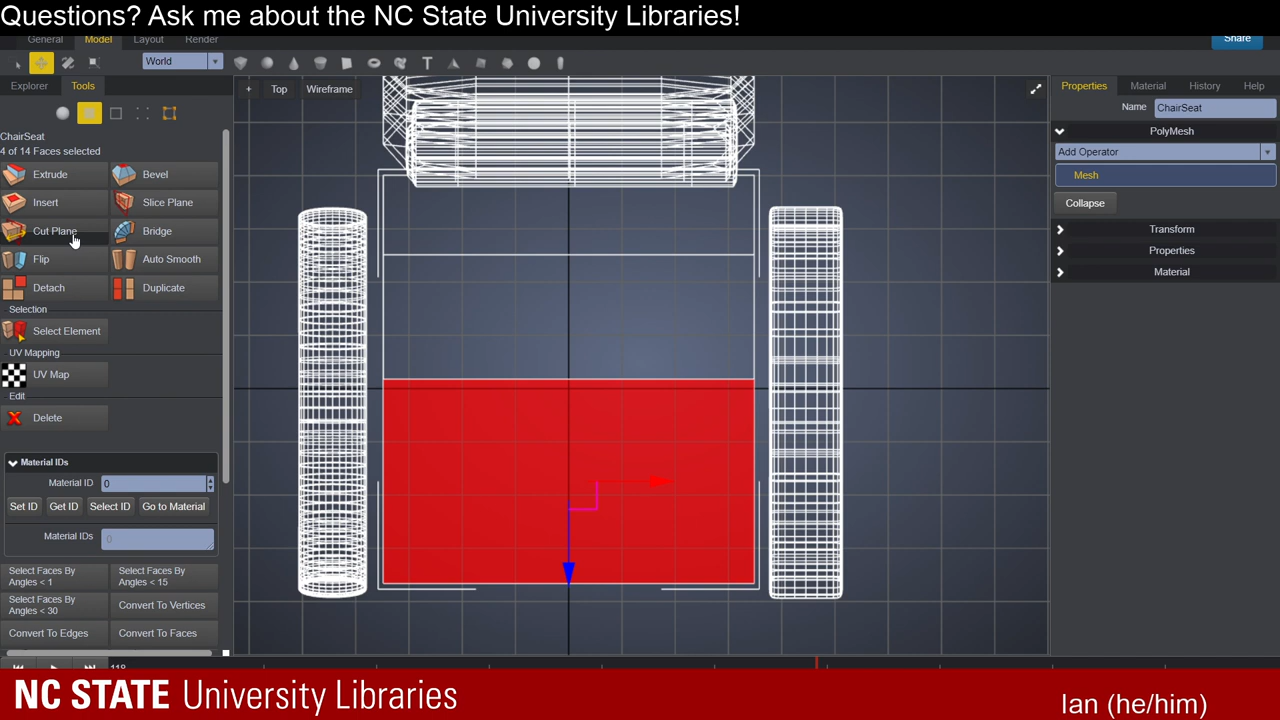 Questions? Ask me about the NC State University Libraries!
General Model Layout Render Share
World
Explorer Tools + Top Wireframe Properties Material History Help
Name ChairSeat
ChairSeat PolyMesh
4 of 14 Faces selected Add Operator
Extrude Bevel Mesh
Insert Slice Plane Collapse
Cut Plane Bridge Transform
Flip Auto Smooth Properties
Detach Duplicate Material
Selection
Select Element
UV Mapping
UV Map
Edit
Delete
Material IDs
Material ID 0
Set ID Get ID Select ID Go to Material
Material IDs 0
Select Faces By Angles < 1 Select Faces By Angles < 15
Select Faces By Angles < 30 Convert To Vertices
Convert To Edges Convert To Faces
118
NC STATE University Libraries
Ian (he/him)